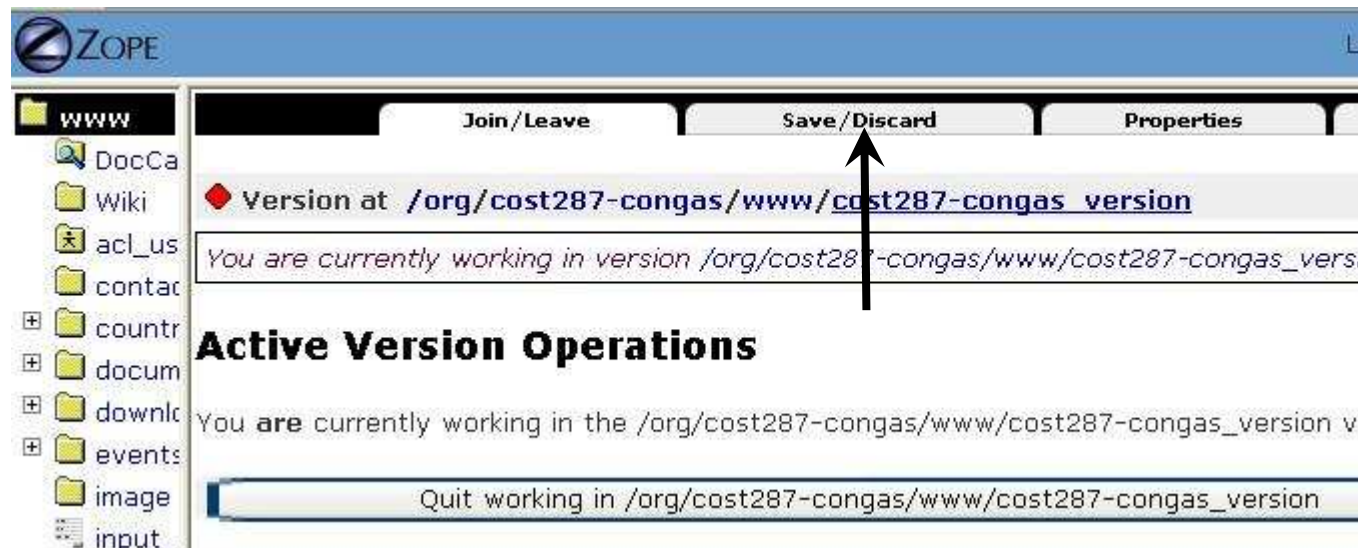 ZOPE
www
DocCa
Wiki
acl_us
contac
countr
docum
downlo
events
image
input
Join/Leave Save/Discard Properties
Version at /org/cost287-congas/www/cost287-congas_version
You are currently working in version /org/cost287-congas/www/cost287-congas_vers
Active Version Operations
You are currently working in the /org/cost287-congas/www/cost287-congas_version v
Quit working in /org/cost287-congas/www/cost287-congas_version